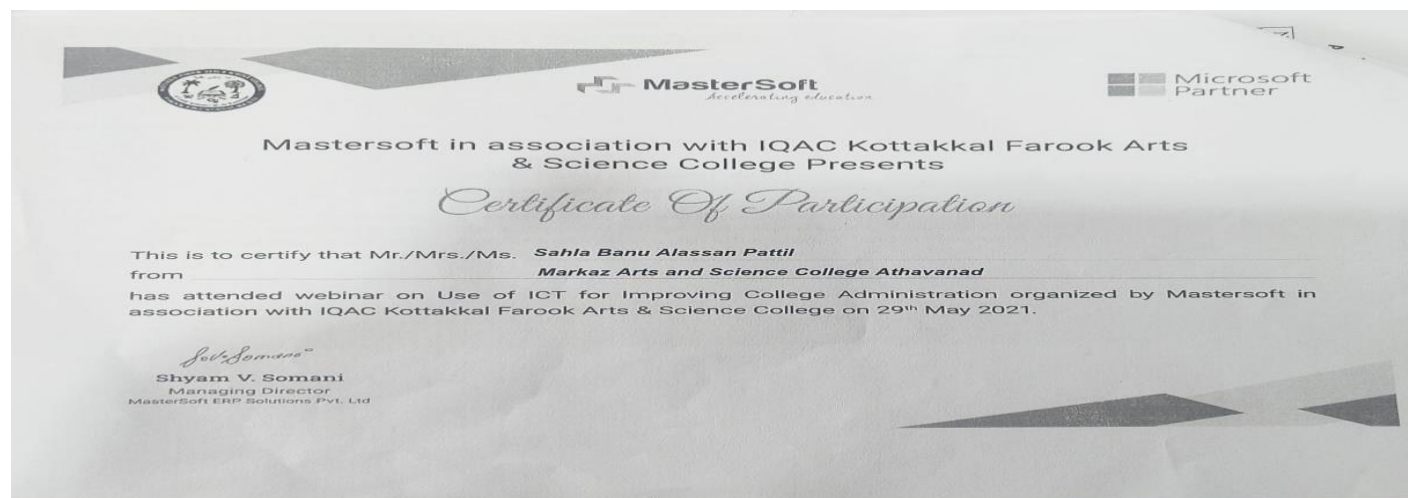 MasterSoft
Accelerating education
Microsoft
Partner
Mastersoft in association with IQAC Kottakkal Farook Arts
& Science College Presents
Certificate Of Participation
This is to certify that Mr./Mrs./Ms. Sahla Banu Alassan Pattil
from Markaz Arts and Science College Athavanad
has attended webinar on Use of ICT for Improving College Administration organized by Mastersoft in
association with IQAC Kottakkal Farook Arts & Science College on 29th May 2021.
Shyam V. Somani
Managing Director
MasterSoft ERP Solutions Pvt. Ltd